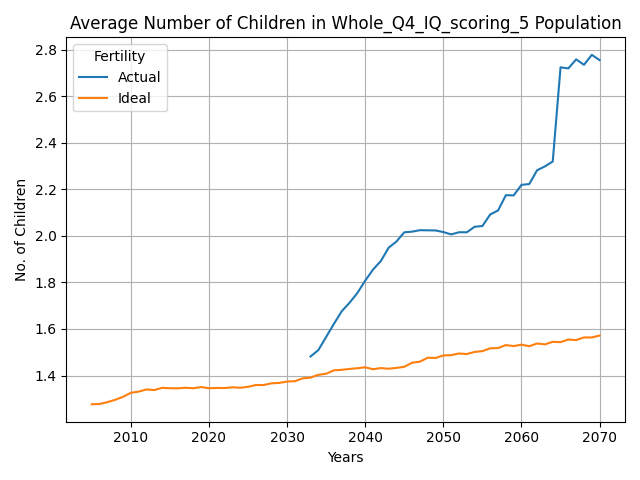 Average Number of Children in Whole_Q4_IQ_scoring_5 Population
Fertility
Actual
Ideal
2.8
2.6
2.4
2.2
2.0
1.8
1.6
1.4
No. of Children
2010 2020 2030 2040 2050 2060 2070
Years